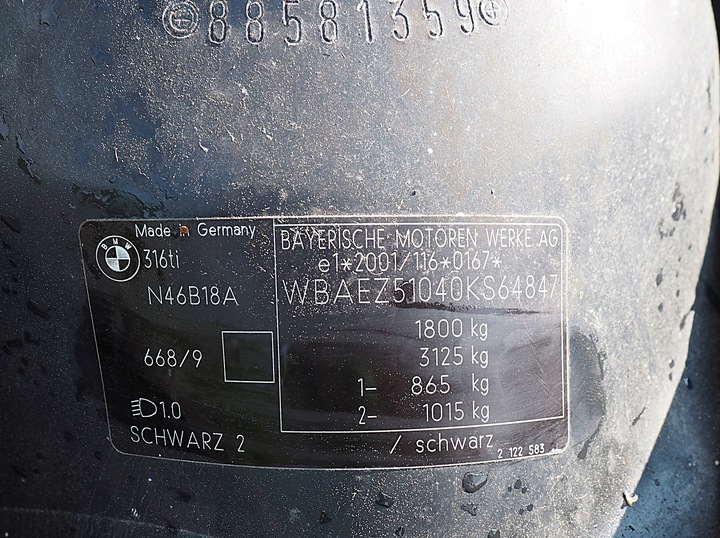 88581359
Made in Germany
BMW
316ti
N46B18A
668/9
1.0
SCHWARZ 2
BAYERISCHE MOTOREN WERKE AG
e1*2001/116*0167*
WBAEZ51040KS64847
1800 kg
3125 kg
1- 865 kg
2- 1015 kg
/ schwarz
2 122 583